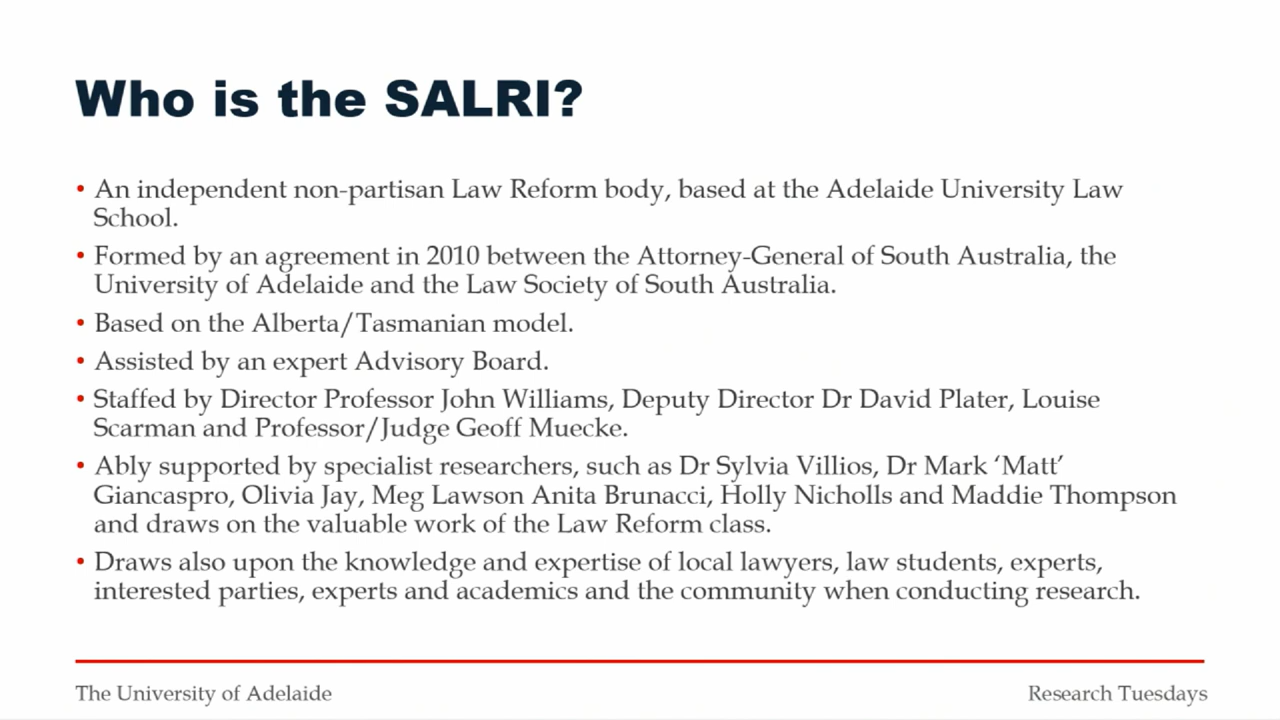 Who is the SALRI?
• An independent non-partisan Law Reform body, based at the Adelaide University Law
School.
• Formed by an agreement in 2010 between the Attorney-General of South Australia, the
University of Adelaide and the Law Society of South Australia.
• Based on the Alberta/Tasmanian model.
• Assisted by an expert Advisory Board.
• Staffed by Director Professor John Williams, Deputy Director Dr David Plater, Louise
Scarman and Professor/Judge Geoff Muecke.
• Ably supported by specialist researchers, such as Dr Sylvia Villios, Dr Mark ‘Matt’
Giancaspro, Olivia Jay, Meg Lawson Anita Brunacci, Holly Nicholls and Maddie Thompson
and draws on the valuable work of the Law Reform class.
• Draws also upon the knowledge and expertise of local lawyers, law students, experts,
interested parties, experts and academics and the community when conducting research.
The University of Adelaide
Research Tuesdays